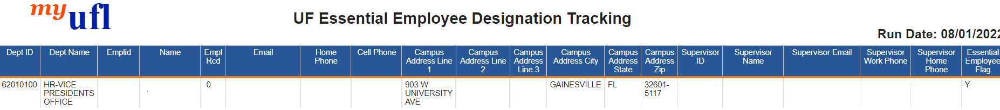 my ufl
UF Essential Employee Designation Tracking
Run Date: 08/01/2022
Dept ID Dept Name Emplid Name Empl Rcd Email Home Phone Cell Phone Campus Address Line 1 Campus Address Line 2 Campus Address Line 3 Campus Address City Campus Address State Campus Address Zip Supervisor ID Supervisor Name Supervisor Email Supervisor Work Phone Supervisor Home Phone Essential Employee Flag
62010100 HR-VICE PRESIDENTS OFFICE 0 903 W UNIVERSITY AVE GAINESVILLE FL 32601-5117 Y